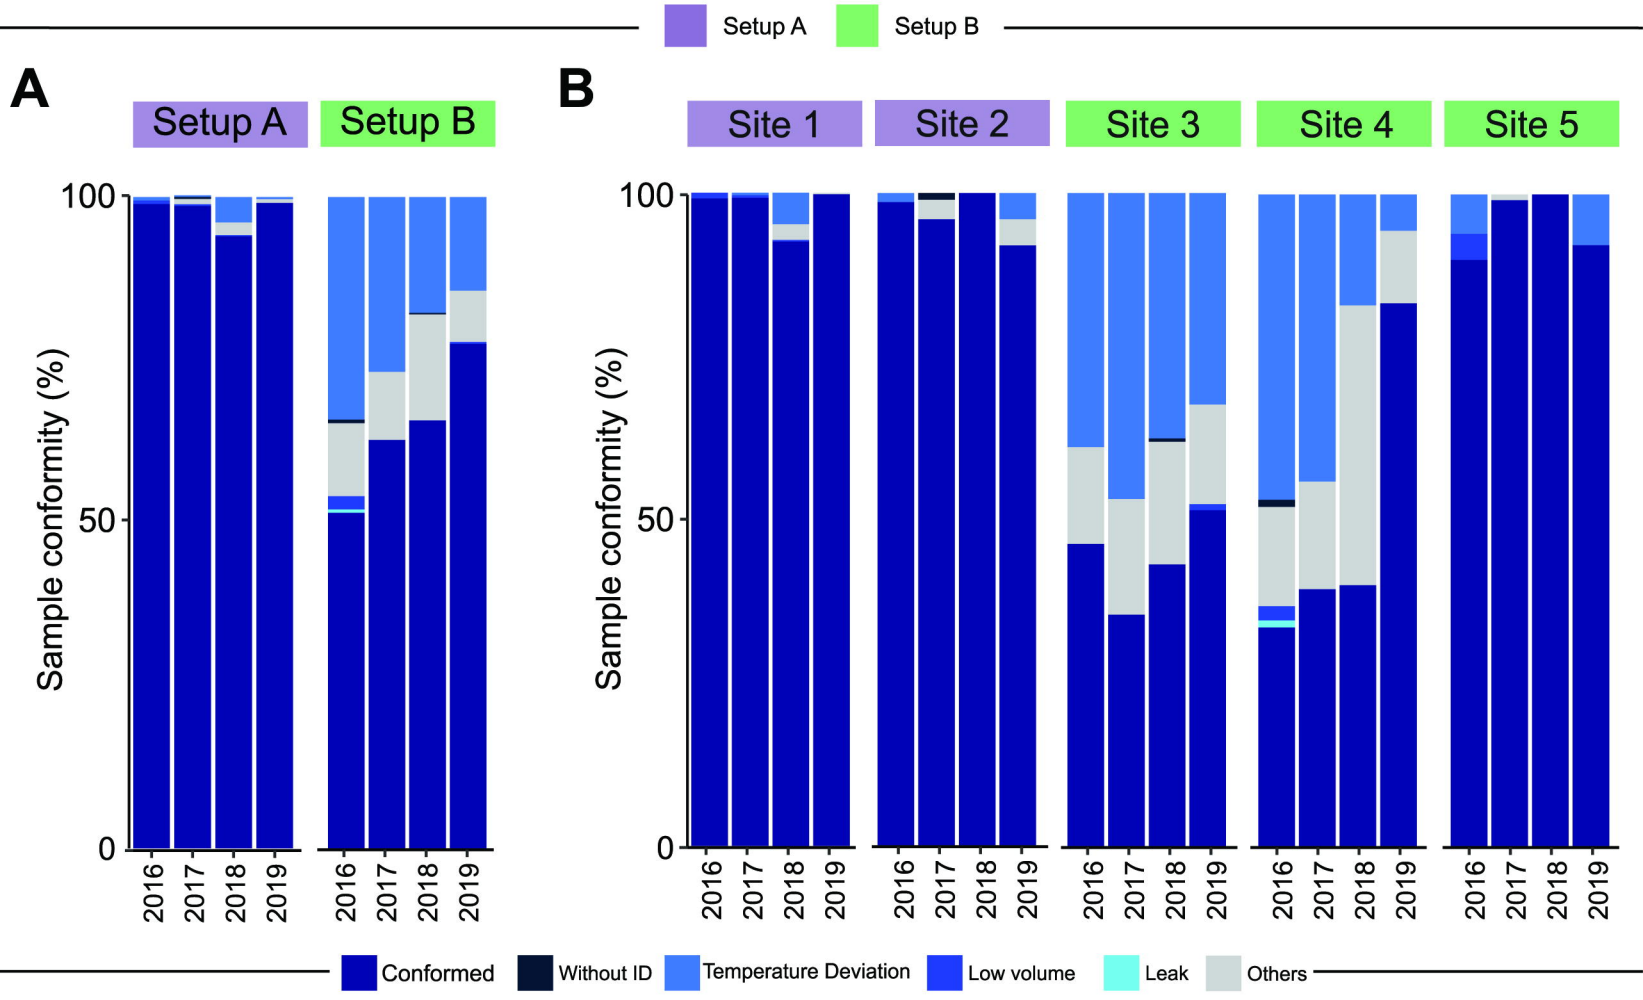 Setup A Setup B
A B
Setup A Setup B Site 1 Site 2 Site 3 Site 4 Site 5
100 100
50 50
0 0
Sample conformity (%) Sample conformity (%)
2016 2017 2018 2019 2016 2017 2018 2019 2016 2017 2018 2019 2016 2017 2018 2019 2016 2017 2018 2019 2016 2017 2018 2019 2016 2017 2018 2019
Conformed Without ID Temperature Deviation Low volume Leak Others